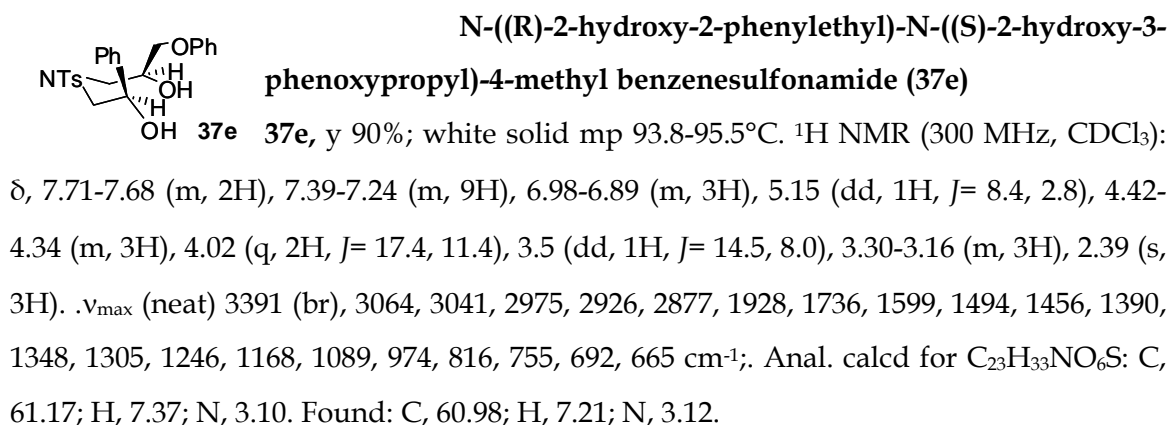 N-((R)-2-hydroxy-2-phenylethyl)-N-((S)-2-hydroxy-3-
phenoxypropyl)-4-methyl benzenesulfonamide (37e)
Ph OPh
NTs H
OH
H
OH 37e
37e, y 90%; white solid mp 93.8-95.5°C. ¹H NMR (300 MHz, CDCl₃):
δ, 7.71-7.68 (m, 2H), 7.39-7.24 (m, 9H), 6.98-6.89 (m, 3H), 5.15 (dd, 1H, J= 8.4, 2.8), 4.42-
4.34 (m, 3H), 4.02 (q, 2H, J= 17.4, 11.4), 3.5 (dd, 1H, J= 14.5, 8.0), 3.30-3.16 (m, 3H), 2.39 (s,
3H). .νmax (neat) 3391 (br), 3064, 3041, 2975, 2926, 2877, 1928, 1736, 1599, 1494, 1456, 1390,
1348, 1305, 1246, 1168, 1089, 974, 816, 755, 692, 665 cm⁻¹;. Anal. calcd for C₂₃H₃₃NO₆S: C,
61.17; H, 7.37; N, 3.10. Found: C, 60.98; H, 7.21; N, 3.12.